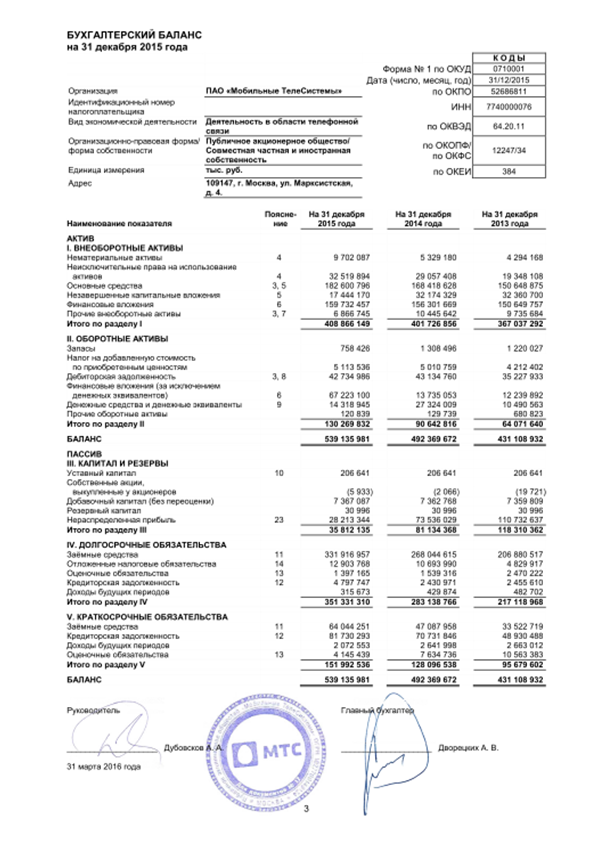 БУХГАЛТЕРСКИЙ БАЛАНС
на 31 декабря 2015 года
КОДЫ
Форма № 1 по ОКУД 0710001
Дата (число, месяц, год) 31/12/2015
Организация ПАО «Мобильные ТелеСистемы» по ОКПО 52686811
Идентификационный номер
налогоплательщика ИНН 7740000076
Вид экономической деятельности Деятельность в области телефонной
связи по ОКВЭД 64.20.11
Организационно-правовая форма/ Публичное акционерное общество/ по ОКОПФ/
форма собственности Совместная частная и иностранная по ОКФС 12247/34
собственность
Единица измерения тыс. руб. по ОКЕИ 384
Адрес 109147, г. Москва, ул. Марксистская,
д. 4.
Поясне- На 31 декабря На 31 декабря На 31 декабря
Наименование показателя ние 2015 года 2014 года 2013 года
АКТИВ
I. ВНЕОБОРОТНЫЕ АКТИВЫ
Нематериальные активы 4 9 702 087 5 329 180 4 294 168
Неисключительные права на использование
активов 4 32 519 894 29 057 408 19 348 108
Основные средства 3, 5 182 600 796 168 418 628 150 648 875
Незавершенные капитальные вложения 5 17 444 170 32 174 329 32 360 700
Финансовые вложения 6 159 732 457 156 301 669 150 649 757
Прочие внеоборотные активы 3, 7 6 866 745 10 445 642 9 735 684
Итого по разделу I 408 866 149 401 726 856 367 037 292
II. ОБОРОТНЫЕ АКТИВЫ
Запасы 758 426 1 308 496 1 220 027
Налог на добавленную стоимость
по приобретенным ценностям 5 113 536 5 010 759 4 212 402
Дебиторская задолженность 3, 8 42 734 986 43 134 760 35 227 933
Финансовые вложения (за исключением
денежных эквивалентов) 6 67 223 100 13 735 053 12 239 892
Денежные средства и денежные эквиваленты 9 14 318 945 27 324 009 10 490 563
Прочие оборотные активы 120 839 129 739 680 823
Итого по разделу II 130 269 832 90 642 816 64 071 640
БАЛАНС 539 135 981 492 369 672 431 108 932
ПАССИВ
III. КАПИТАЛ И РЕЗЕРВЫ
Уставный капитал 10 206 641 206 641 206 641
Собственные акции,
выкупленные у акционеров (5 933) (2 066) (19 721)
Добавочный капитал (без переоценки) 7 367 087 7 362 768 7 359 809
Резервный капитал 30 996 30 996 30 996
Нераспределенная прибыль 23 28 213 344 73 536 029 110 732 637
Итого по разделу III 35 812 135 81 134 368 118 310 362
IV. ДОЛГОСРОЧНЫЕ ОБЯЗАТЕЛЬСТВА
Заёмные средства 11 331 916 957 268 044 615 206 880 517
Отложенные налоговые обязательства 14 12 903 768 10 693 990 4 829 917
Оценочные обязательства 13 1 397 165 1 539 316 2 470 222
Кредиторская задолженность 12 4 797 747 2 430 971 2 455 610
Доходы будущих периодов 315 673 429 874 482 702
Итого по разделу IV 351 331 310 283 138 766 217 118 968
V. КРАТКОСРОЧНЫЕ ОБЯЗАТЕЛЬСТВА
Заёмные средства 11 64 044 251 47 087 958 33 522 719
Кредиторская задолженность 12 81 730 293 70 731 846 48 930 488
Доходы будущих периодов 2 072 553 2 641 998 2 663 012
Оценочные обязательства 13 4 145 439 7 634 736 10 563 383
Итого по разделу V 151 992 536 128 096 538 95 679 602
БАЛАНС 539 135 981 492 369 672 431 108 932
Руководитель Главный бухгалтер
Дубовсков А. А. МТС Дворецких А. В.
31 марта 2016 года
3